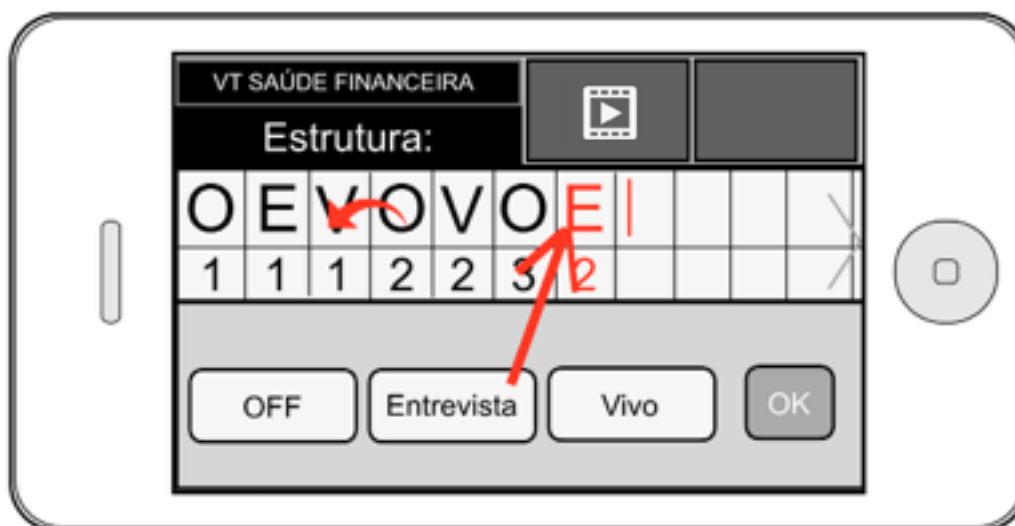 VT SAÚDE FINANCEIRA
Estrutura:
O E V O V O E
1 1 1 2 2 3 2
OFF Entrevista Vivo OK